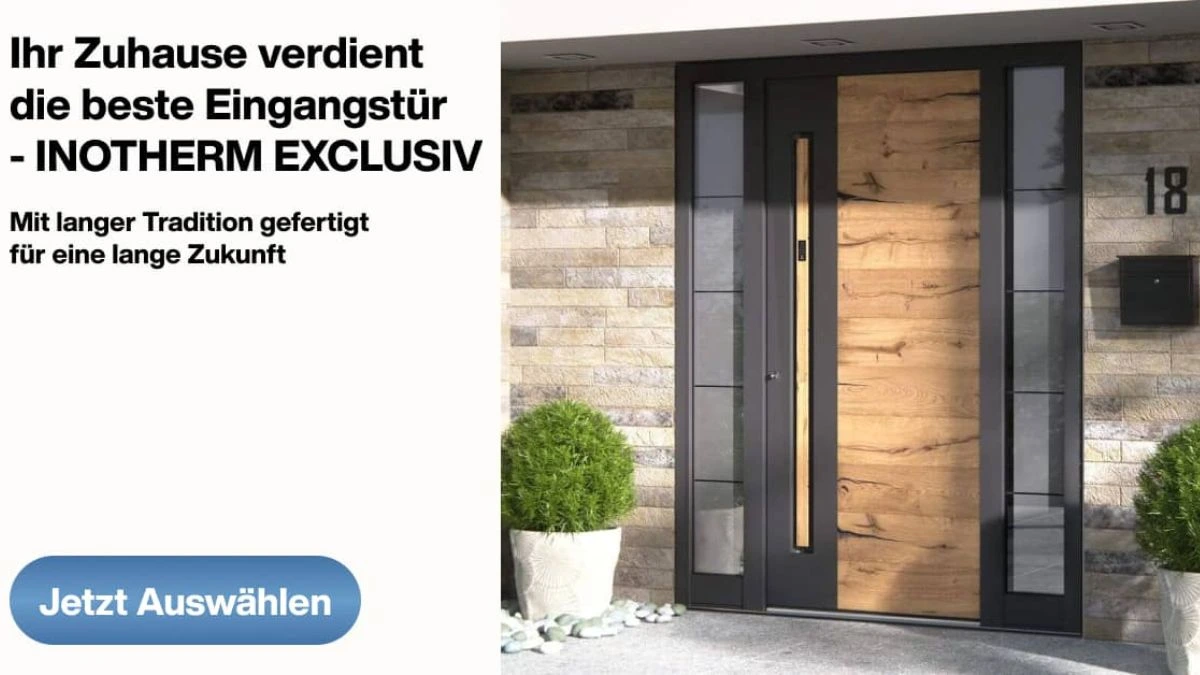 Ihr Zuhause verdient
die beste Eingangstür
- INOTHERM EXCLUSIV
Mit langer Tradition gefertigt
für eine lange Zukunft
Jetzt Auswählen
18